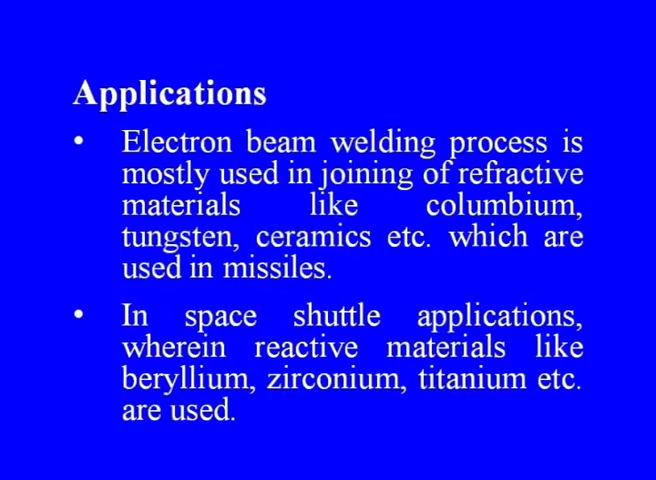 Applications
• Electron beam welding process is
mostly used in joining of refractive
materials like columbium,
tungsten, ceramics etc. which are
used in missiles.
• In space shuttle applications,
wherein reactive materials like
beryllium, zirconium, titanium etc.
are used.